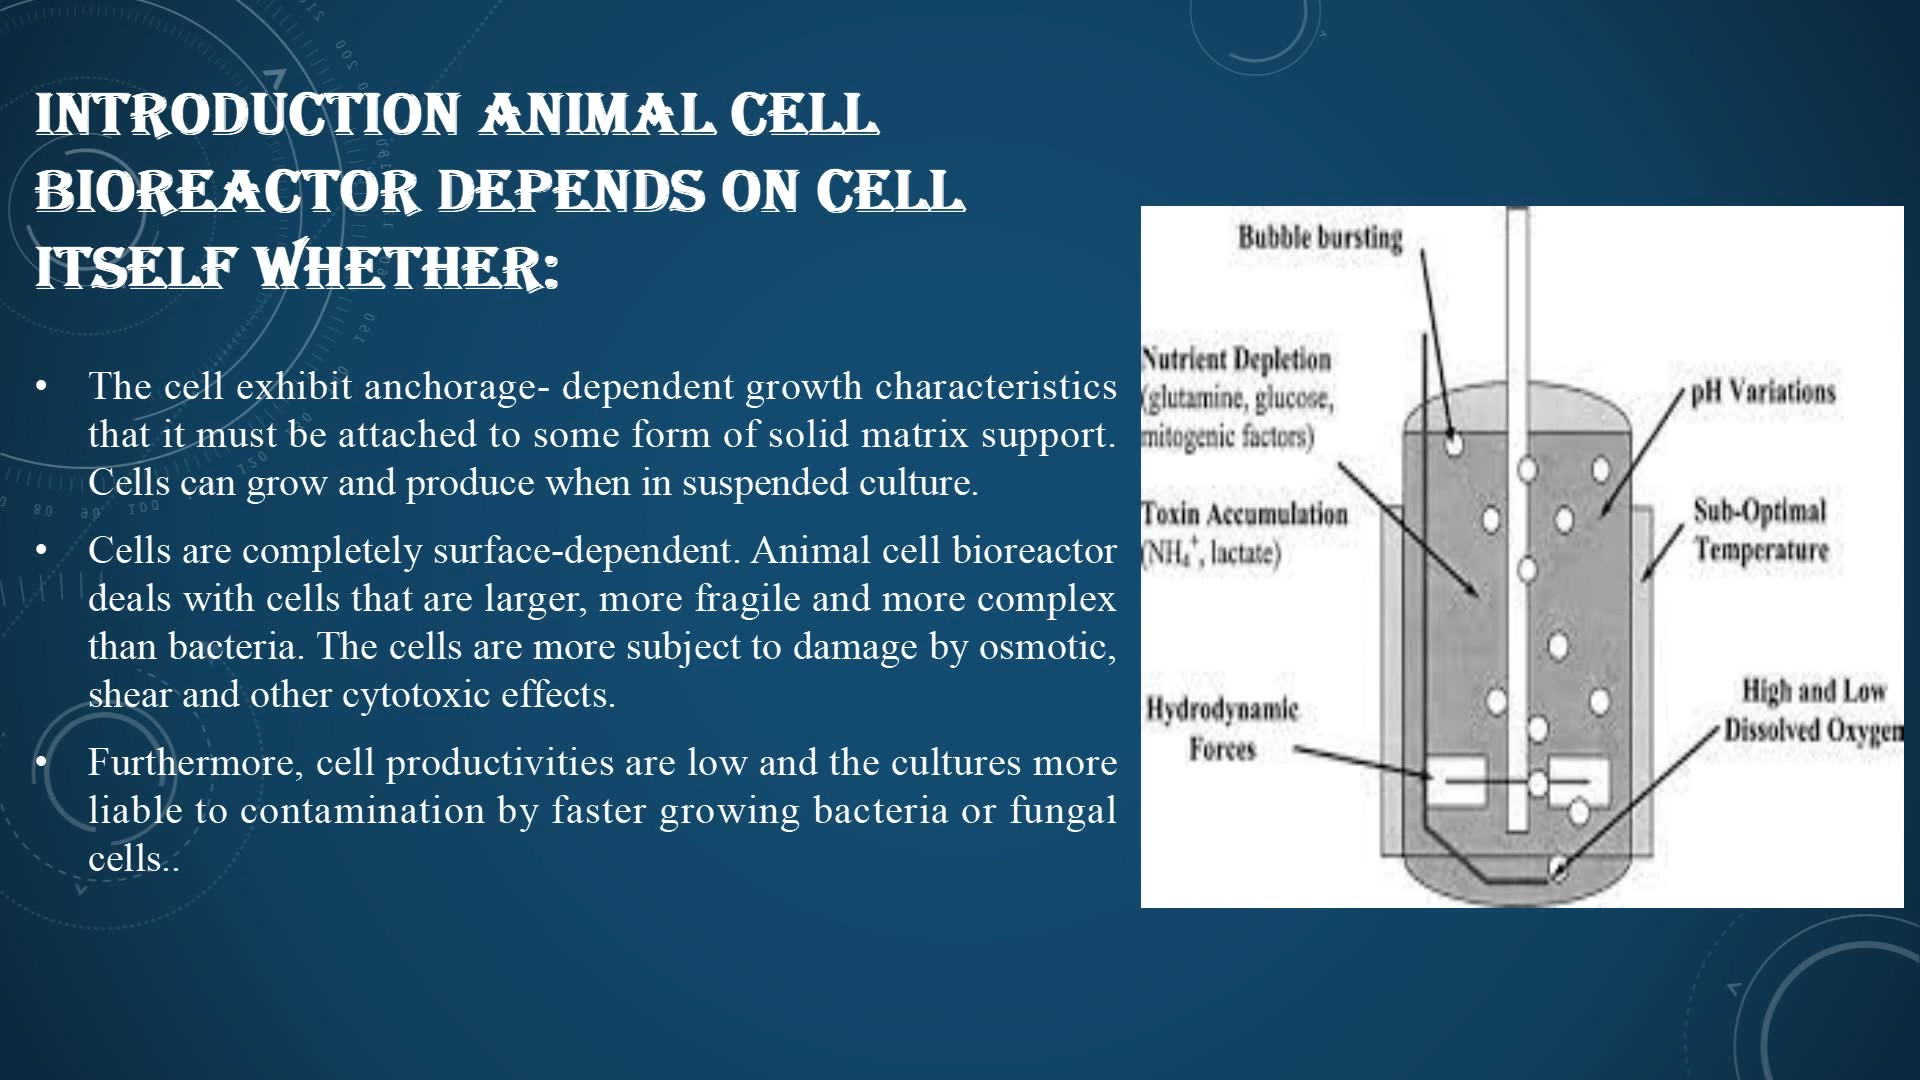 INTRODUCTION ANIMAL CELL
BIOREACTOR DEPENDS ON CELL
ITSELF WHETHER:
• The cell exhibit anchorage- dependent growth characteristics
that it must be attached to some form of solid matrix support.
Cells can grow and produce when in suspended culture.
• Cells are completely surface-dependent. Animal cell bioreactor
deals with cells that are larger, more fragile and more complex
than bacteria. The cells are more subject to damage by osmotic,
shear and other cytotoxic effects.
• Furthermore, cell productivities are low and the cultures more
liable to contamination by faster growing bacteria or fungal
cells..
Bubble bursting
Nutrient Depletion
(glutamine, glucose,
mitogenic factors)
Toxin Accumulation
(NH₄⁺, lactate)
Hydrodynamic
Forces
pH Variations
Sub-Optimal
Temperature
High and Low
Dissolved Oxygen